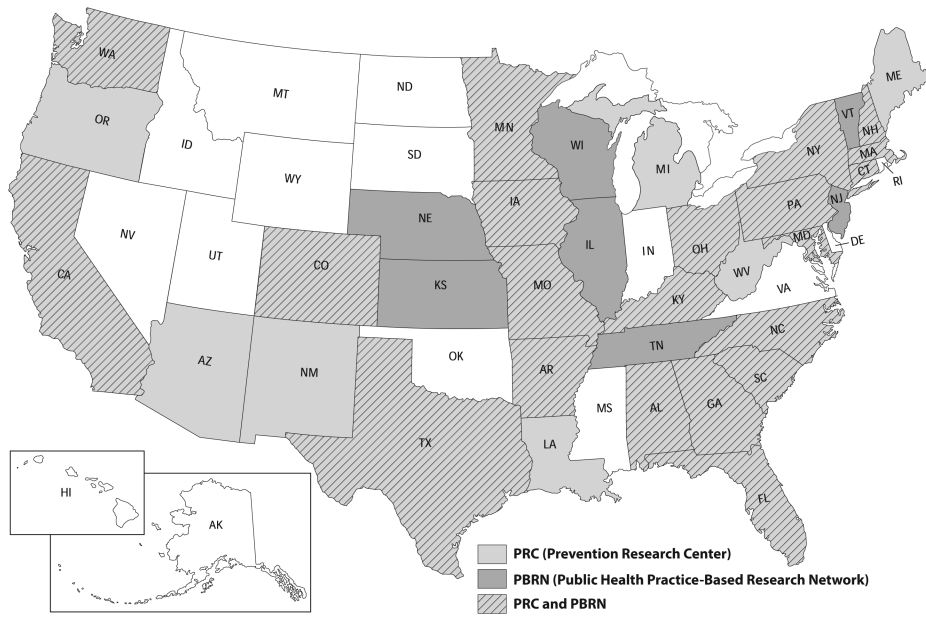 WA
MT
ND
MN
ME
VT
NH
OR
ID
SD
WI
MI
NY
MA
CT
RI
WY
IA
PA
NJ
NE
NV
UT
CO
KS
MO
IL
IN
OH
MD
DE
WV
VA
CA
KY
NC
TN
AZ
NM
OK
AR
SC
MS
AL
GA
TX
LA
FL
HI
AK
PRC (Prevention Research Center)
PBRN (Public Health Practice-Based Research Network)
PRC and PBRN